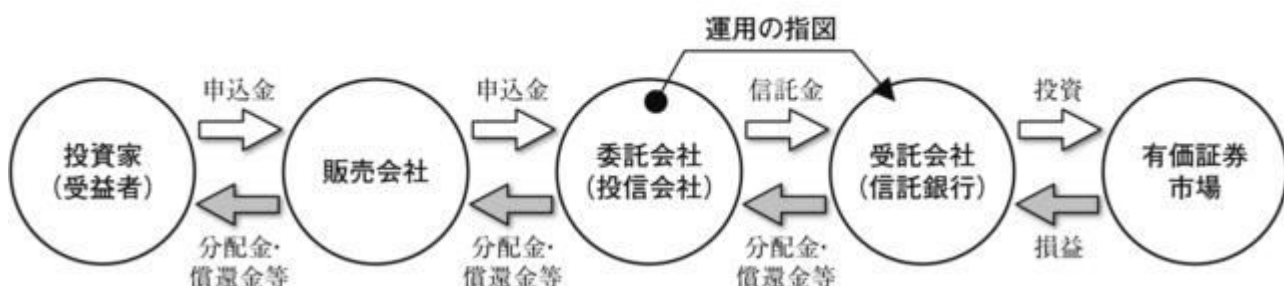 運用の指図
申込金
申込金
信託金
投資
投資家
(受益者)
販売会社
委託会社
(投信会社)
受託会社
(信託銀行)
有価証券
市場
分配金・
償還金等
分配金・
償還金等
分配金・
償還金等
損益